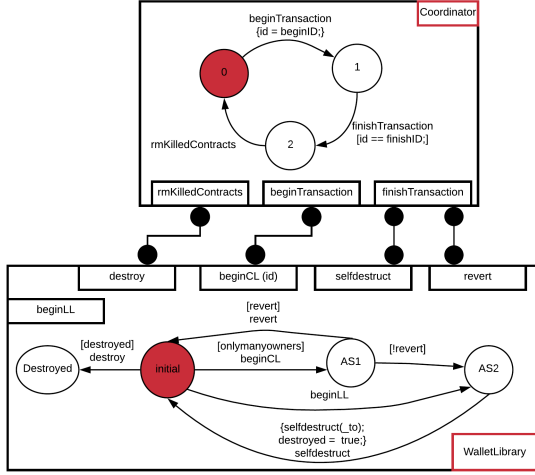 Coordinator
beginTransaction
{id = beginID;}
0
1
2
finishTransaction
[id == finishID;]
rmKilledContracts
rmKilledContracts
beginTransaction
finishTransaction
destroy
beginCL (id)
selfdestruct
revert
beginLL
[revert]
revert
[destroyed]
destroy
[onlymanyowners]
beginCL
[!revert]
Destroyed
initial
AS1
AS2
beginLL
{selfdestruct(_to);
destroyed = true;}
selfdestruct
WalletLibrary